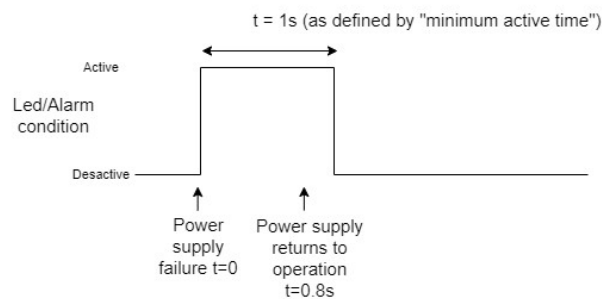 t = 1s (as defined by "minimum active time")
Active
Led/Alarm
condition
Desactive
Power
supply
failure t=0
Power supply
returns to
operation
t=0.8s